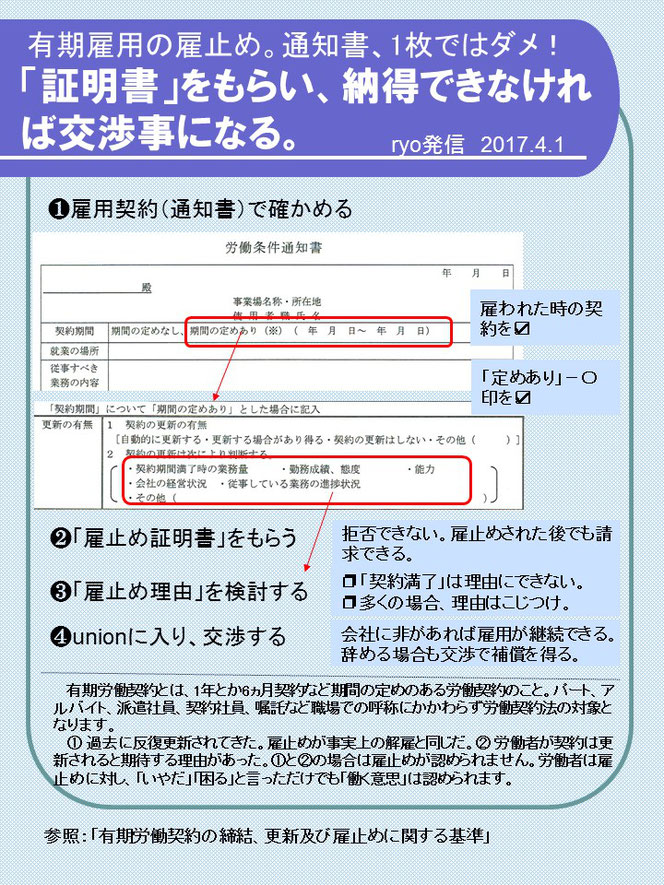 有期雇用の雇止め。通知書、1枚ではダメ！
「証明書」をもらい、納得できなけれ
ば交渉事になる。
ryo発信 2017.4.1
❶雇用契約（通知書）で確かめる
労働条件通知書
年 月 日
殿
事業場名称・所在地
使用者職氏名
契約期間 期間の定めなし、期間の定めあり（※）（ 年 月 日～ 年 月 日）
就業の場所
従事すべき
業務の内容
雇われた時の契
約を☑
「定めあり」－〇
印を☑
「契約期間」について「期間の定めあり」とした場合に記入
更新の有無 1 契約の更新の有無
［自動的に更新する・更新する場合があり得る・契約の更新はしない・その他（ ）］
2 契約の更新は次により判断する。
・契約期間満了時の業務量 ・勤務成績、態度 ・能力
・会社の経営状況 ・従事している業務の進捗状況
・その他（ ）
❷「雇止め証明書」をもらう
拒否できない。雇止めされた後でも請
求できる。
❸「雇止め理由」を検討する
❐「契約満了」は理由にできない。
❐多くの場合、理由はこじつけ。
❹unionに入り、交渉する
会社に非があれば雇用が継続できる。
辞める場合も交渉で補償を得る。
有期労働契約とは、1年とか6ヵ月契約など期間の定めのある労働契約のこと。パート、ア
ルバイト、派遣社員、契約社員、嘱託など職場での呼称にかかわらず労働契約法の対象と
なります。
① 過去に反復更新されてきた。雇止めが事実上の解雇と同じだ。② 労働者が契約は更
新されると期待する理由があった。①と②の場合は雇止めが認められません。労働者は雇
止めに対し、「いやだ」「困る」と言っただけでも「働く意思」は認められます。
参照：「有期労働契約の締結、更新及び雇止めに関する基準」